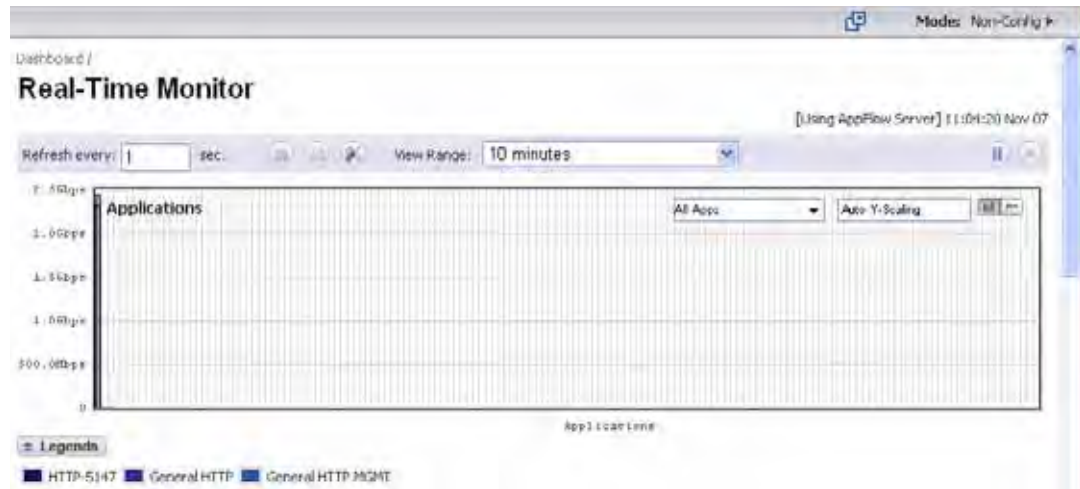 Mode: Non-Config
Dashboard /
Real-Time Monitor
[Using AppFlow Server] 11:04:20 Nov 07
Refresh every: 1 sec. View Range: 10 minutes
Applications All Apps Auto Y-Scaling
0
Applications
Legends
HTTP-5147 General HTTP General HTTP MGMT